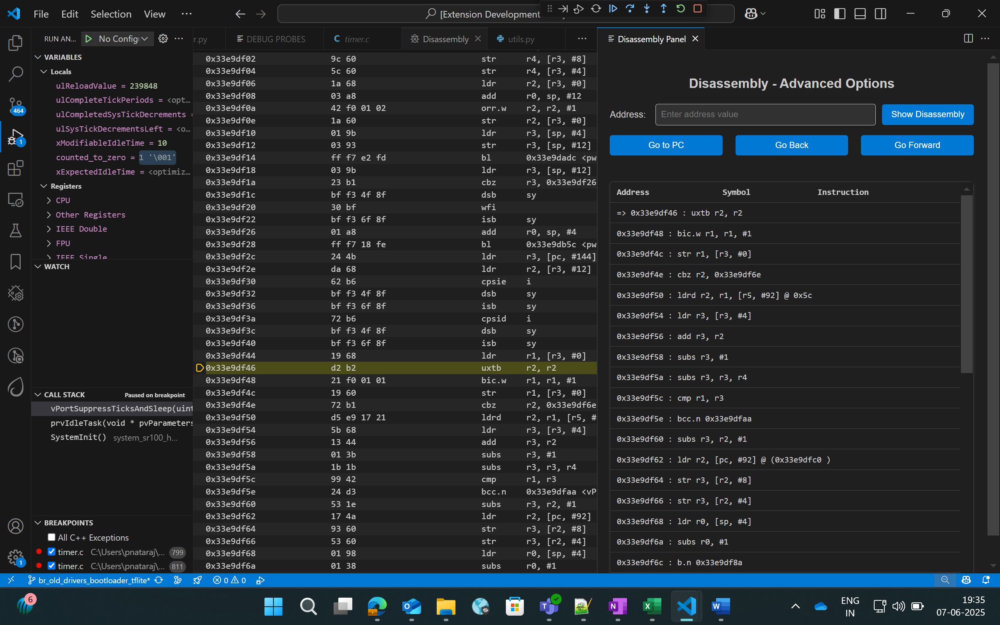 File Edit Selection View ··· [Extension Development
RUN AN... No Config ···
VARIABLES
Locals
ulReloadValue = 239848
ulCompleteTickPeriods = <opt...
ulCompletedSysTickDecrements =
ulSysTickDecrementsLeft = <o...
xModifiableIdleTime = 10
counted_to_zero = 1 '\001'
xExpectedIdleTime = <optimiz...
Registers
CPU
Other Registers
IEEE Double
FPU
IEEE Single
464
1
WATCH
CALL STACK Paused on breakpoint
vPortSuppressTicksAndSleep(uint
prvIdleTask(void * pvParameters
SystemInit() system_sr100_h...
BREAKPOINTS
All C++ Exceptions
timer.c C:\Users\pnataraj\... 799
timer.c C:\Users\pnataraj\... 811
1
r.py DEBUG PROBES C timer.c Disassembly utils.py ···
0x33e9df02 9c 60 str r4, [r3, #8]
0x33e9df04 5c 60 str r4, [r3, #4]
0x33e9df06 1a 68 ldr r2, [r3, #0]
0x33e9df08 03 a8 add r0, sp, #12
0x33e9df0a 42 f0 01 02 orr.w r2, r2, #1
0x33e9df0e 1a 60 str r2, [r3, #0]
0x33e9df10 01 9b ldr r3, [sp, #4]
0x33e9df12 03 93 str r3, [sp, #12]
0x33e9df14 ff f7 e2 fd bl 0x33e9dadc <pw
0x33e9df18 03 9b ldr r3, [sp, #12]
0x33e9df1a 23 b1 cbz r3, 0x33e9df26
0x33e9df1c bf f3 4f 8f dsb sy
0x33e9df20 30 bf wfi
0x33e9df22 bf f3 6f 8f isb sy
0x33e9df26 01 a8 add r0, sp, #4
0x33e9df28 ff f7 18 fe bl 0x33e9db5c <pw
0x33e9df2c 24 4b ldr r3, [pc, #144]
0x33e9df2e da 68 ldr r2, [r3, #12]
0x33e9df30 62 b6 cpsie i
0x33e9df32 bf f3 4f 8f dsb sy
0x33e9df36 bf f3 6f 8f isb sy
0x33e9df3a 72 b6 cpsid i
0x33e9df3c bf f3 4f 8f dsb sy
0x33e9df40 bf f3 6f 8f isb sy
0x33e9df44 19 68 ldr r1, [r3, #0]
0x33e9df46 d2 b2 uxtb r2, r2
0x33e9df48 21 f0 01 01 bic.w r1, r1, #1
0x33e9df4c 19 60 str r1, [r3, #0]
0x33e9df4e 72 b1 cbz r2, 0x33e9df6e
0x33e9df50 d5 e9 17 21 ldrd r2, r1, [r5, #
0x33e9df54 5b 68 ldr r3, [r3, #4]
0x33e9df56 13 44 add r3, r2
0x33e9df58 01 3b subs r3, #1
0x33e9df5a 1b 1b subs r3, r3, r4
0x33e9df5c 99 42 cmp r1, r3
0x33e9df5e 24 d3 bcc.n 0x33e9dfaa <vP
0x33e9df60 53 1e subs r3, r2, #1
0x33e9df62 17 4a ldr r2, [pc, #92]
0x33e9df64 93 60 str r3, [r2, #8]
0x33e9df66 53 60 str r3, [r2, #4]
0x33e9df68 01 98 ldr r0, [sp, #4]
0x33e9df6a 01 38 subs r0, #1
Disassembly Panel ···
Disassembly - Advanced Options
Address: Enter address value Show Disassembly
Go to PC Go Back Go Forward
Address Symbol Instruction
=> 0x33e9df46 : uxtb r2, r2
0x33e9df48 : bic.w r1, r1, #1
0x33e9df4c : str r1, [r3, #0]
0x33e9df4e : cbz r2, 0x33e9df6e
0x33e9df50 : ldrd r2, r1, [r5, #92] @ 0x5c
0x33e9df54 : ldr r3, [r3, #4]
0x33e9df56 : add r3, r2
0x33e9df58 : subs r3, #1
0x33e9df5a : subs r3, r3, r4
0x33e9df5c : cmp r1, r3
0x33e9df5e : bcc.n 0x33e9dfaa
0x33e9df60 : subs r3, r2, #1
0x33e9df62 : ldr r2, [pc, #92] @ (0x33e9dfc0 )
0x33e9df64 : str r3, [r2, #8]
0x33e9df66 : str r3, [r2, #4]
0x33e9df68 : ldr r0, [sp, #4]
0x33e9df6a : subs r0, #1
0x33e9df6c : b.n 0x33e9df8a
br_old_drivers_bootloader_tflite* 0 0
6
ENG
IN
19:35
07-06-2025